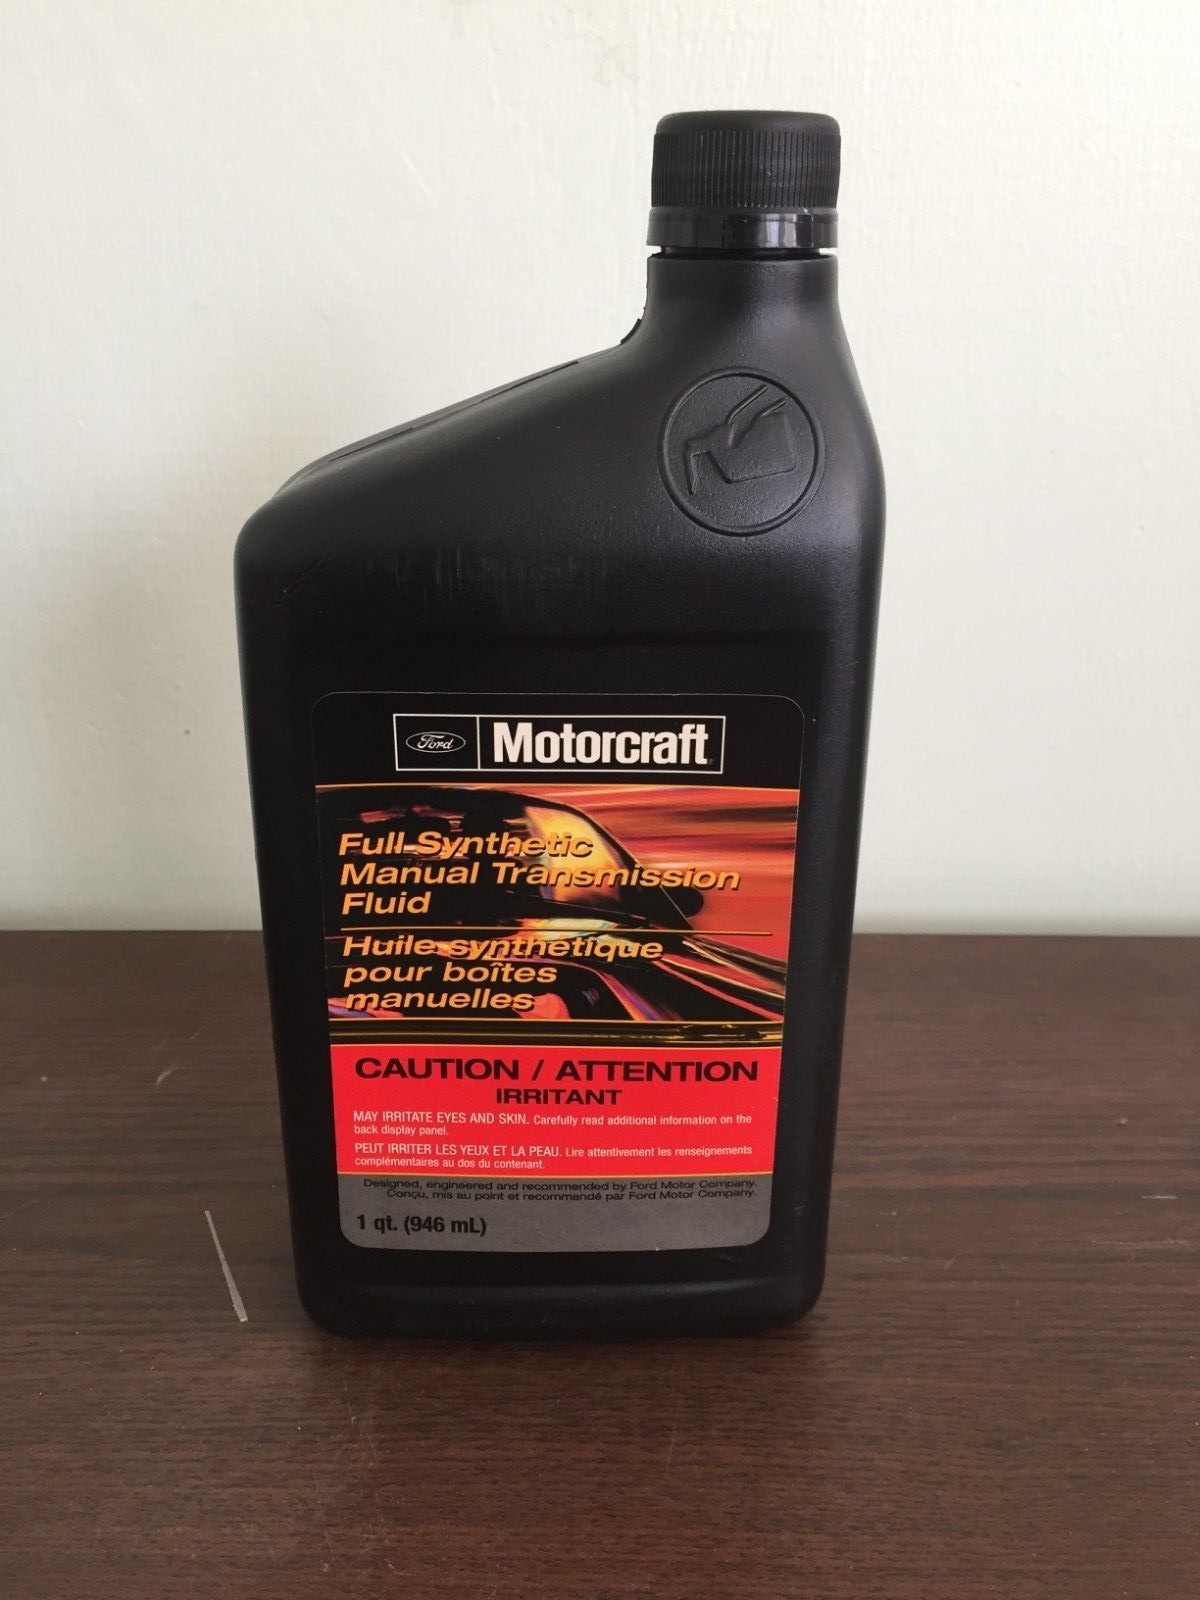 Ford Motorcraft
Full Synthetic
Manual Transmission
Fluid
Huile synthétique
pour boîtes
manuelles
CAUTION / ATTENTION
IRRITANT
MAY IRRITATE EYES AND SKIN. Carefully read additional information on the
back display panel.
PEUT IRRITER LES YEUX ET LA PEAU. Lire attentivement les renseignements
complémentaires au dos du contenant.
Designed, engineered and recommended by Ford Motor Company.
Conçu, mis au point et recommandé par Ford Motor Company.
1 qt. (946 mL)